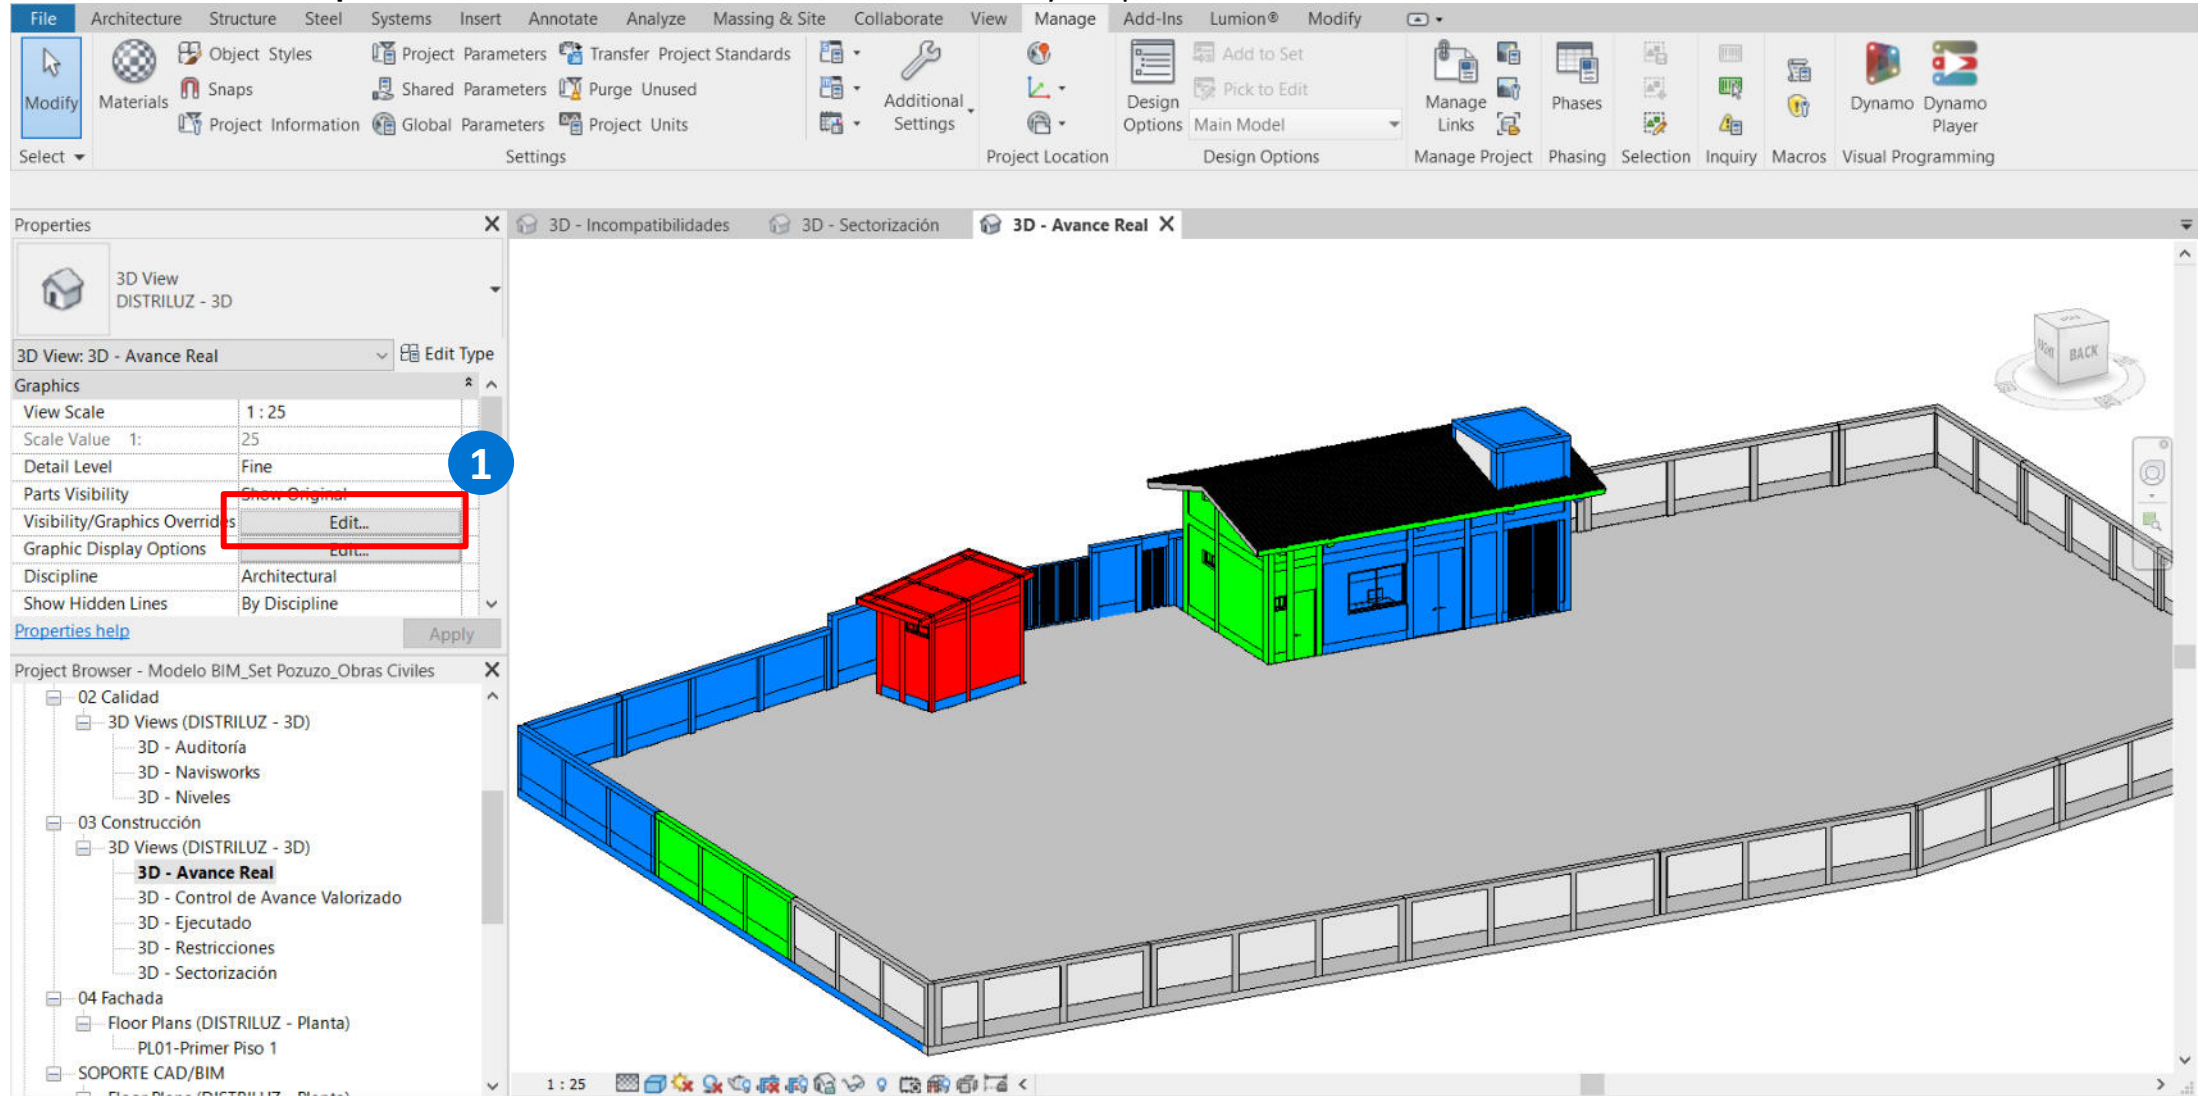 File Architecture Structure Steel Systems Insert Annotate Analyze Massing & Site Collaborate View Manage Add-Ins Lumion® Modify
Modify
Materials
Object Styles
Snaps
Project Information
Project Parameters
Shared Parameters
Global Parameters
Transfer Project Standards
Purge Unused
Project Units
Additional
Settings
Design
Options
Add to Set
Pick to Edit
Main Model
Manage
Links
Phases
Dynamo
Dynamo
Player
Select
Settings
Project Location
Design Options
Manage Project
Phasing
Selection
Inquiry
Macros
Visual Programming
Properties
3D View
DISTRILUZ - 3D
3D View: 3D - Avance Real
Edit Type
Graphics
View Scale 1 : 25
Scale Value 1: 25
Detail Level Fine
Parts Visibility Show Original
Visibility/Graphics Overrides Edit...
Graphic Display Options Edit...
Discipline Architectural
Show Hidden Lines By Discipline
Properties help
Apply
1
Project Browser - Modelo BIM_Set Pozuzo_Obras Civiles
02 Calidad
3D Views (DISTRILUZ - 3D)
3D - Auditoría
3D - Navisworks
3D - Niveles
03 Construcción
3D Views (DISTRILUZ - 3D)
3D - Avance Real
3D - Control de Avance Valorizado
3D - Ejecutado
3D - Restricciones
3D - Sectorización
04 Fachada
Floor Plans (DISTRILUZ - Planta)
PL01-Primer Piso 1
SOPORTE CAD/BIM
Floor Plans (DISTRILUZ - Planta)
3D - Incompatibilidades
3D - Sectorización
3D - Avance Real
BACK
1 : 25